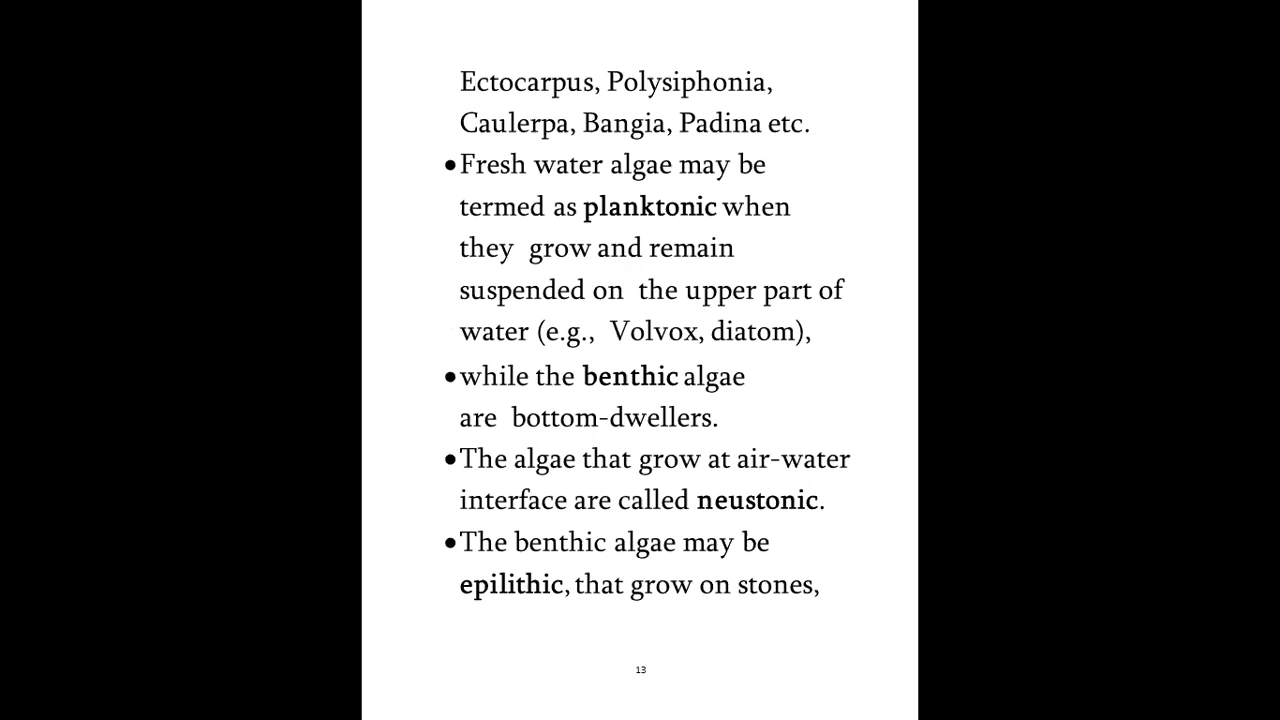 Ectocarpus, Polysiphonia,
Caulerpa, Bangia, Padina etc.
•Fresh water algae may be
termed as planktonic when
they grow and remain
suspended on the upper part of
water (e.g., Volvox, diatom),
•while the benthic algae
are bottom-dwellers.
•The algae that grow at air-water
interface are called neustonic.
•The benthic algae may be
epilithic, that grow on stones,
13